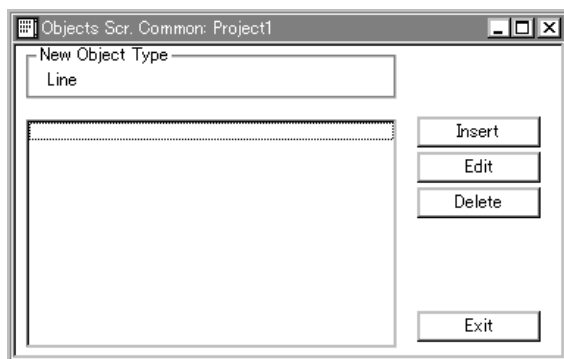 Objects Scr. Common: Project1
New Object Type
Line
Insert
Edit
Delete
Exit